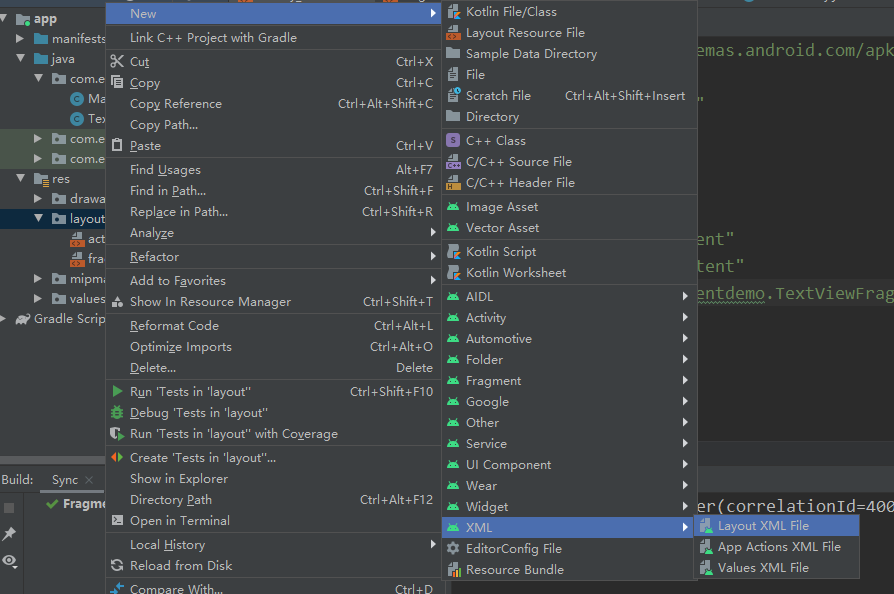 app
manifests
java
com.e
Ma
Tex
com.e
com.e
res
drawa
layout
act
fra
mipma
values
Gradle Scrip
Build:
Sync
Fragme
New
Link C++ Project with Gradle
Cut Ctrl+X
Copy Ctrl+C
Copy Reference Ctrl+Alt+Shift+C
Copy Path...
Paste Ctrl+V
Find Usages Alt+F7
Find in Path... Ctrl+Shift+F
Replace in Path... Ctrl+Shift+R
Analyze
Refactor
Add to Favorites
Show In Resource Manager Ctrl+Shift+T
Reformat Code Ctrl+Alt+L
Optimize Imports Ctrl+Alt+O
Delete... Delete
Run 'Tests in 'layout'' Ctrl+Shift+F10
Debug 'Tests in 'layout''
Run 'Tests in 'layout'' with Coverage
Create 'Tests in 'layout''...
Show in Explorer
Directory Path Ctrl+Alt+F12
Open in Terminal
Local History
Reload from Disk
Compare With... Ctrl+D
Kotlin File/Class
Layout Resource File
Sample Data Directory
File
Scratch File Ctrl+Alt+Shift+Insert
Directory
C++ Class
C/C++ Source File
C/C++ Header File
Image Asset
Vector Asset
Kotlin Script
Kotlin Worksheet
AIDL
Activity
Automotive
Folder
Fragment
Google
Other
Service
UI Component
Wear
Widget
XML
EditorConfig File
Resource Bundle
Layout XML File
App Actions XML File
Values XML File
emas.android.com/apk
"
ent"
tent"
entdemo.TextViewFrag
er(correlationId=400